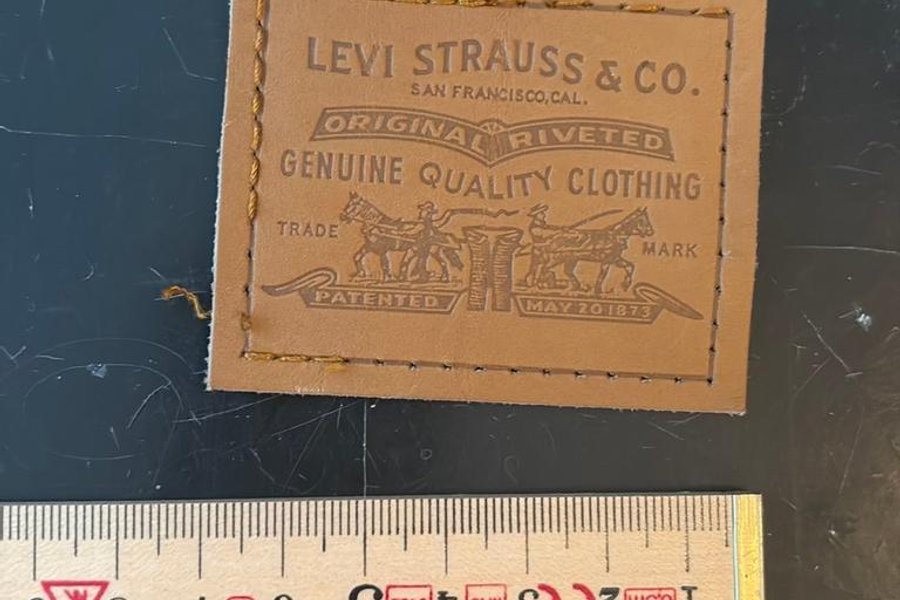 LEVI STRAUSS & CO.
SAN FRANCISCO, CAL.
ORIGINAL RIVETED
GENUINE QUALITY CLOTHING
TRADE MARK
PATENTED MAY 20 1873